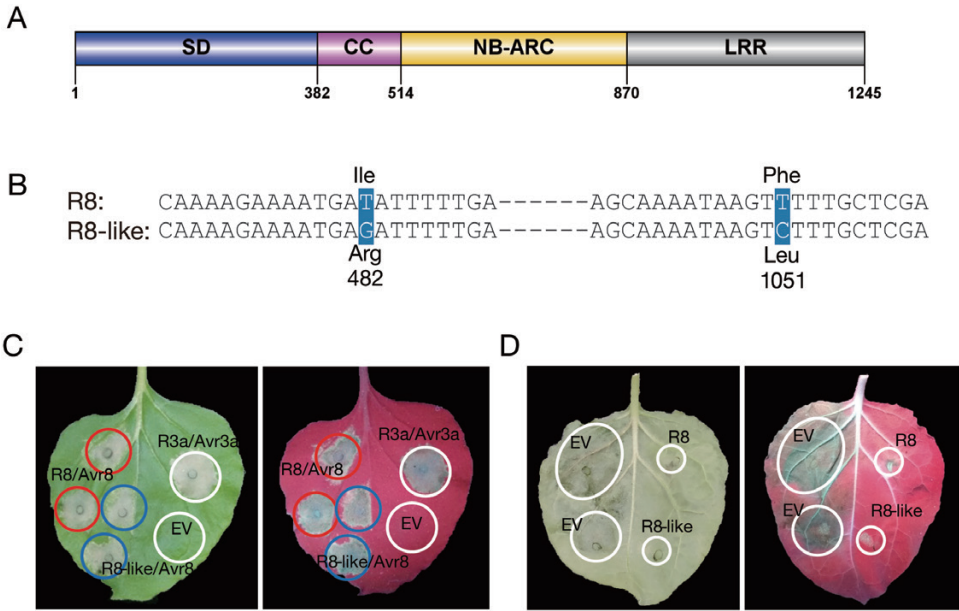 A
SD CC NB-ARC LRR
1 382 514 870 1245
B
Ile Phe
R8: CAAAAGAAAATGATATTTTTGA------AGCAAAATAAGTTTTTGCTCGA
R8-like: CAAAAGAAAATGAGATTTTTGA------AGCAAAATAAGTCTTTGCTCGA
Arg Leu
482 1051
C
R3a/Avr3a
R8/Avr8
EV
R8-like/Avr8
R3a/Avr3a
R8/Avr8
EV
R8-like/Avr8
D
EV
R8
EV
R8-like
EV
R8
EV
R8-like